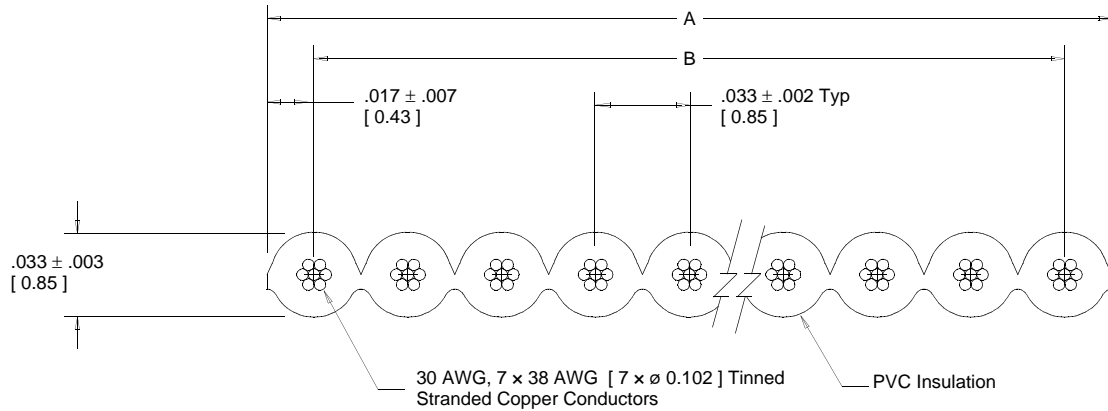 A
B
.017 ± .007
[ 0.43 ]
.033 ± .002 Typ
[ 0.85 ]
.033 ± .003
[ 0.85 ]
30 AWG, 7 × 38 AWG [ 7 × ø 0.102 ] Tinned
Stranded Copper Conductors
PVC Insulation